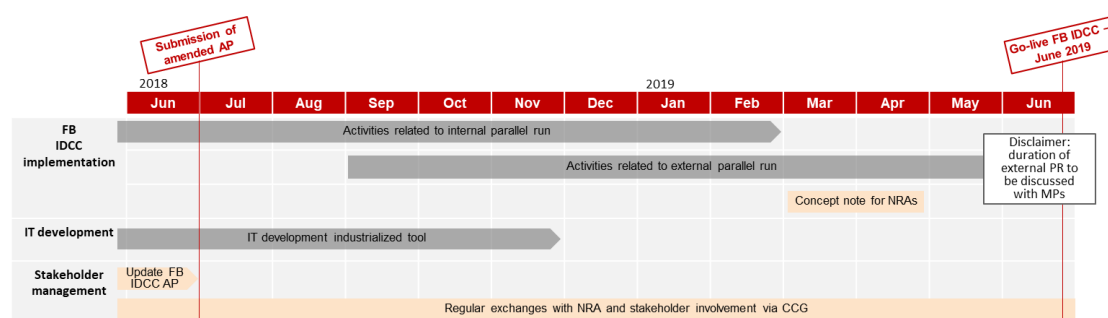 Submission of
amended AP
Go-live FB IDCC –
June 2019
2018
2019
Jun
Jul
Aug
Sep
Oct
Nov
Dec
Jan
Feb
Mar
Apr
May
Jun
FB
IDCC
implementation
Activities related to internal parallel run
Activities related to external parallel run
Disclaimer:
duration of
external PR to
be discussed
with MPs
Concept note for NRAs
IT development
IT development industrialized tool
Stakeholder
management
Update FB
IDCC AP
Regular exchanges with NRA and stakeholder involvement via CCG